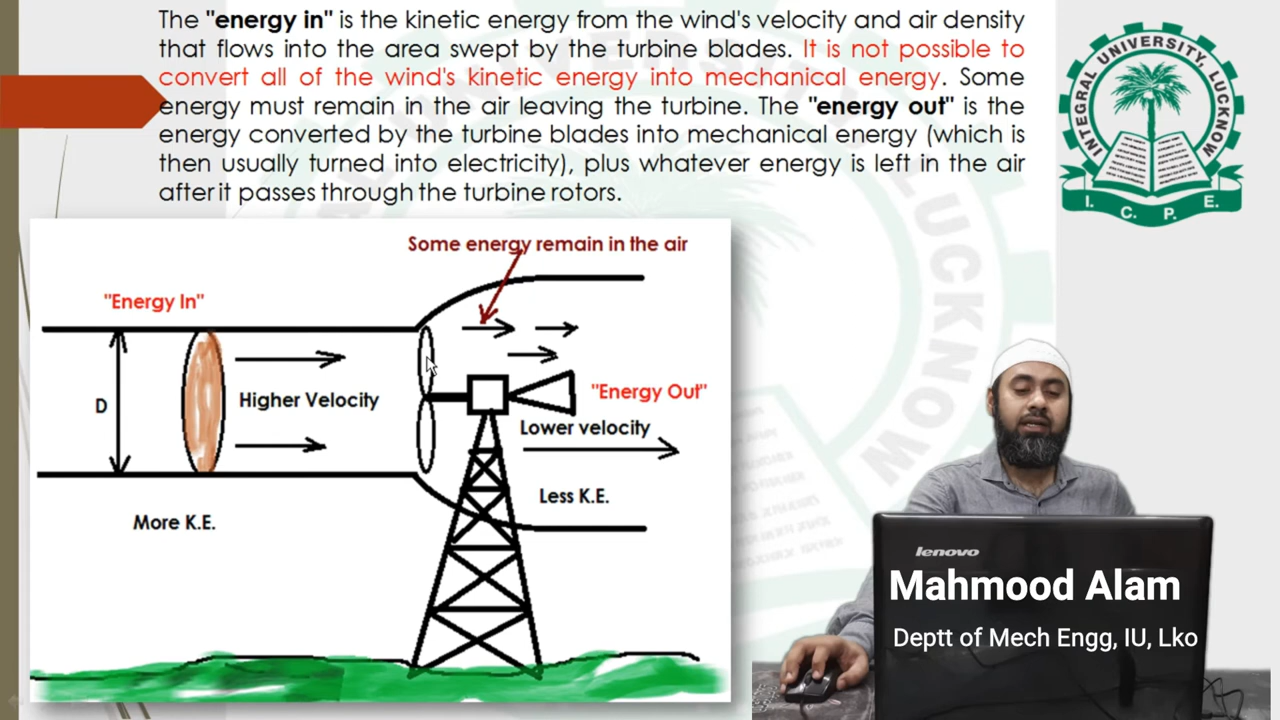 The "energy in" is the kinetic energy from the wind's velocity and air density
that flows into the area swept by the turbine blades. It is not possible to
convert all of the wind's kinetic energy into mechanical energy. Some
energy must remain in the air leaving the turbine. The "energy out" is the
energy converted by the turbine blades into mechanical energy (which is
then usually turned into electricity), plus whatever energy is left in the air
after it passes through the turbine rotors.
INTEGRAL UNIVERSITY, LUCKNOW
I. C. P. E.
Some energy remain in the air
"Energy In"
D
Higher Velocity
"Energy Out"
Lower velocity
Less K.E.
More K.E.
lenovo
Mahmood Alam
Deptt of Mech Engg, IU, Lko